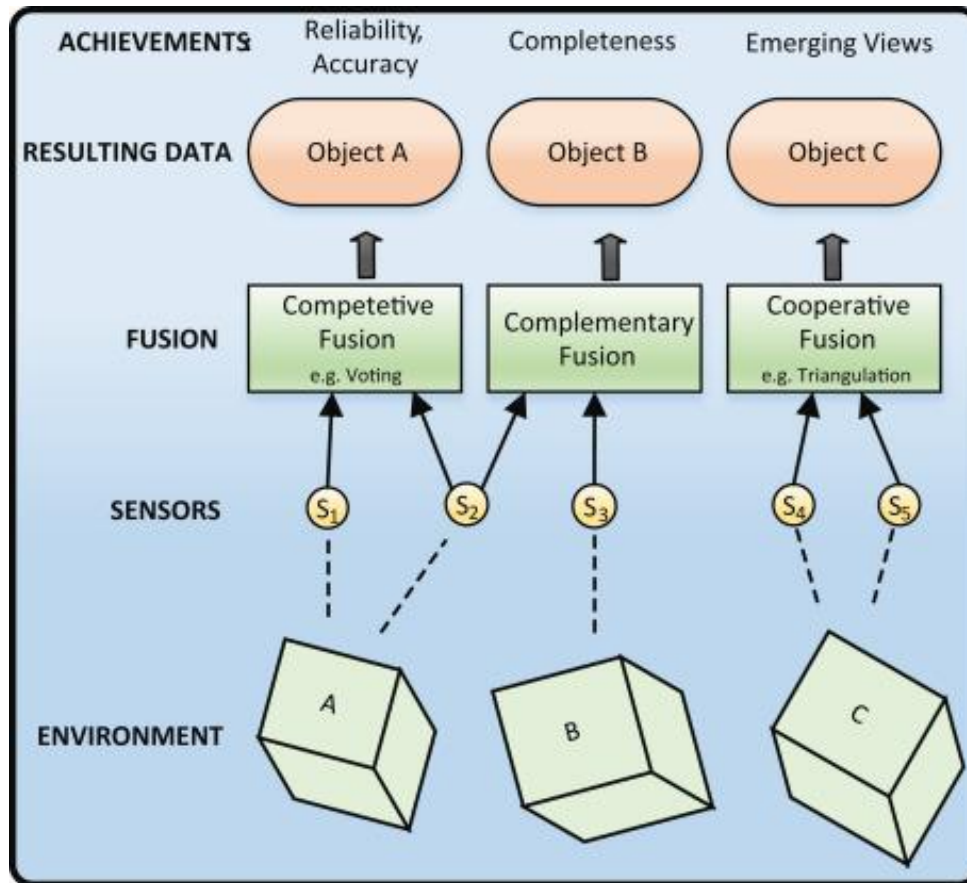 ACHIEVEMENTS:
Reliability,
Accuracy
Completeness
Emerging Views
RESULTING DATA
Object A
Object B
Object C
FUSION
Competetive
Fusion
e.g. Voting
Complementary
Fusion
Cooperative
Fusion
e.g. Triangulation
SENSORS
S1
S2
S3
S4
S5
ENVIRONMENT
A
B
C